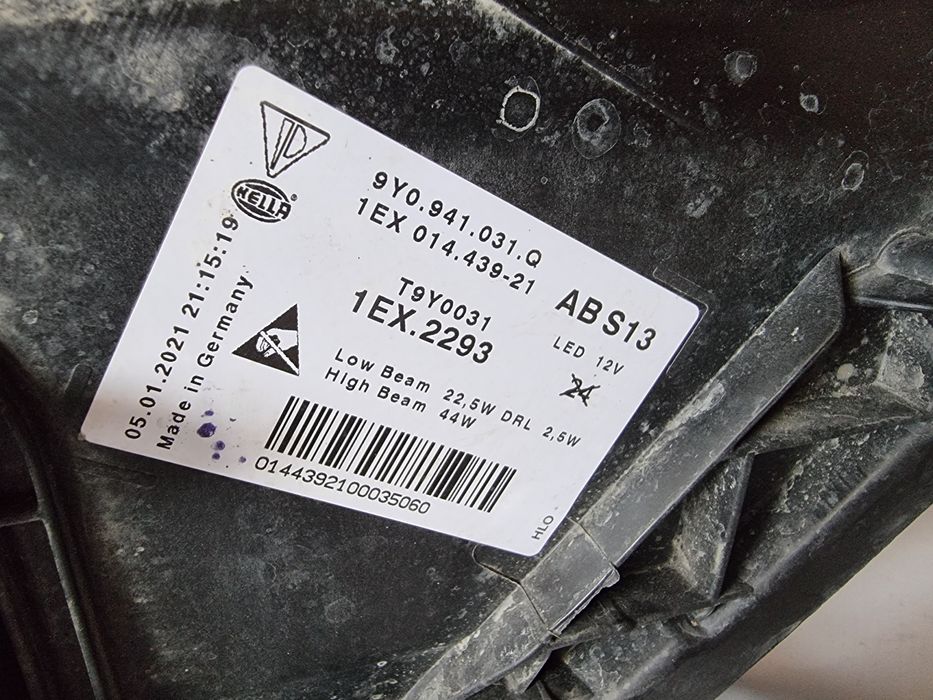 HELLA
9Y0.941.031.Q
1EX 014.439-21
T9Y0031
1EX.2293
ABS13
LED 12V
24
Low Beam 22,5W DRL 2,5W
High Beam 44W
0144392100035060
HLO
05.01.2021 21:15:19
Made in Germany